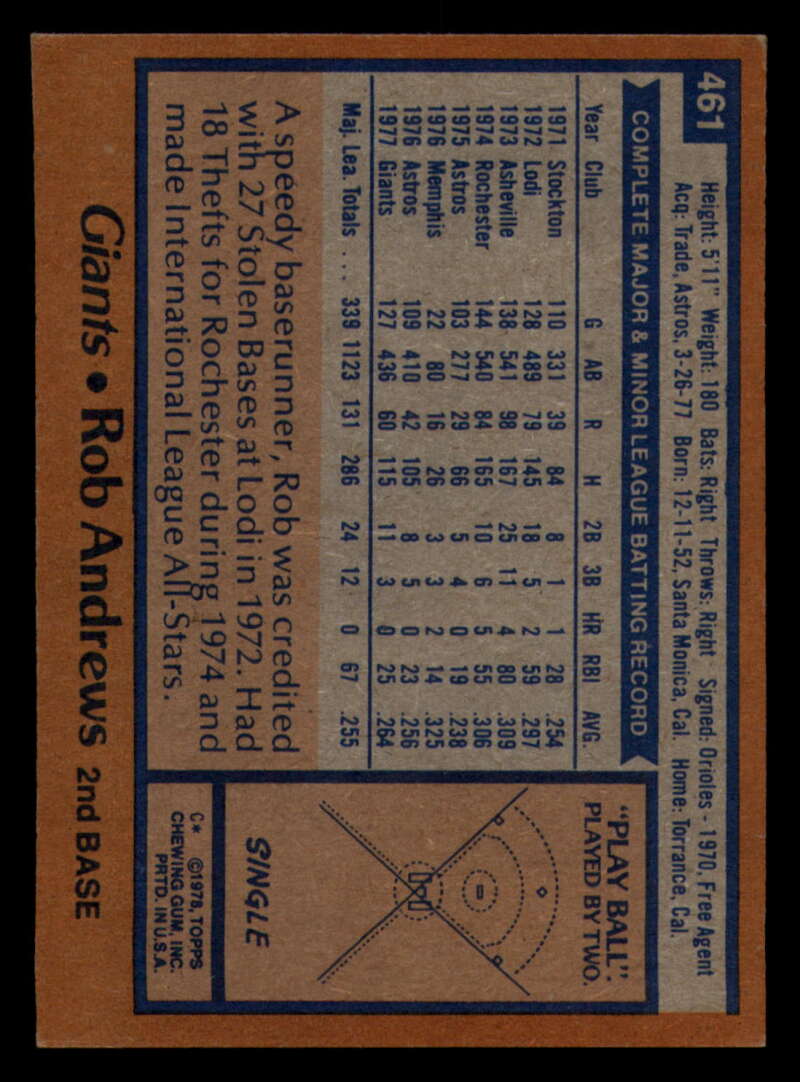 461
Height: 5'11" Weight: 180 Bats: Right Throws: Right Signed: Orioles - 1970, Free Agent
Acq: Trade, Astros, 3-26-77 Born: 12-11-52, Santa Monica, Cal. Home: Torrance, Cal.
COMPLETE MAJOR & MINOR LEAGUE BATTING RECORD
Year Club G AB R H 2B 3B HR RBI AVG.
1971 Stockton 110 331 39 84 8 1 1 28 .254
1972 Lodi 128 489 79 145 18 5 2 59 .297
1973 Asheville 138 541 98 167 25 11 4 80 .309
1974 Rochester 144 540 84 165 10 6 5 55 .306
1975 Astros 103 277 29 66 5 4 0 19 .238
1976 Memphis 22 80 16 26 3 3 2 14 .325
1976 Astros 109 410 42 105 8 5 0 23 .256
1977 Giants 127 436 60 115 11 3 0 25 .264
Maj. Lea. Totals . . . 339 1123 131 286 24 12 0 67 .255
A speedy baserunner, Rob was credited
with 27 Stolen Bases at Lodi in 1972. Had
18 Thefts for Rochester during 1974 and
made International League All-Stars.
"PLAY BALL":
PLAYED BY TWO.
SINGLE
C* ©1978, TOPPS
CHEWING GUM, INC.
PRTD. IN U.S.A.
Giants • Rob Andrews 2nd BASE